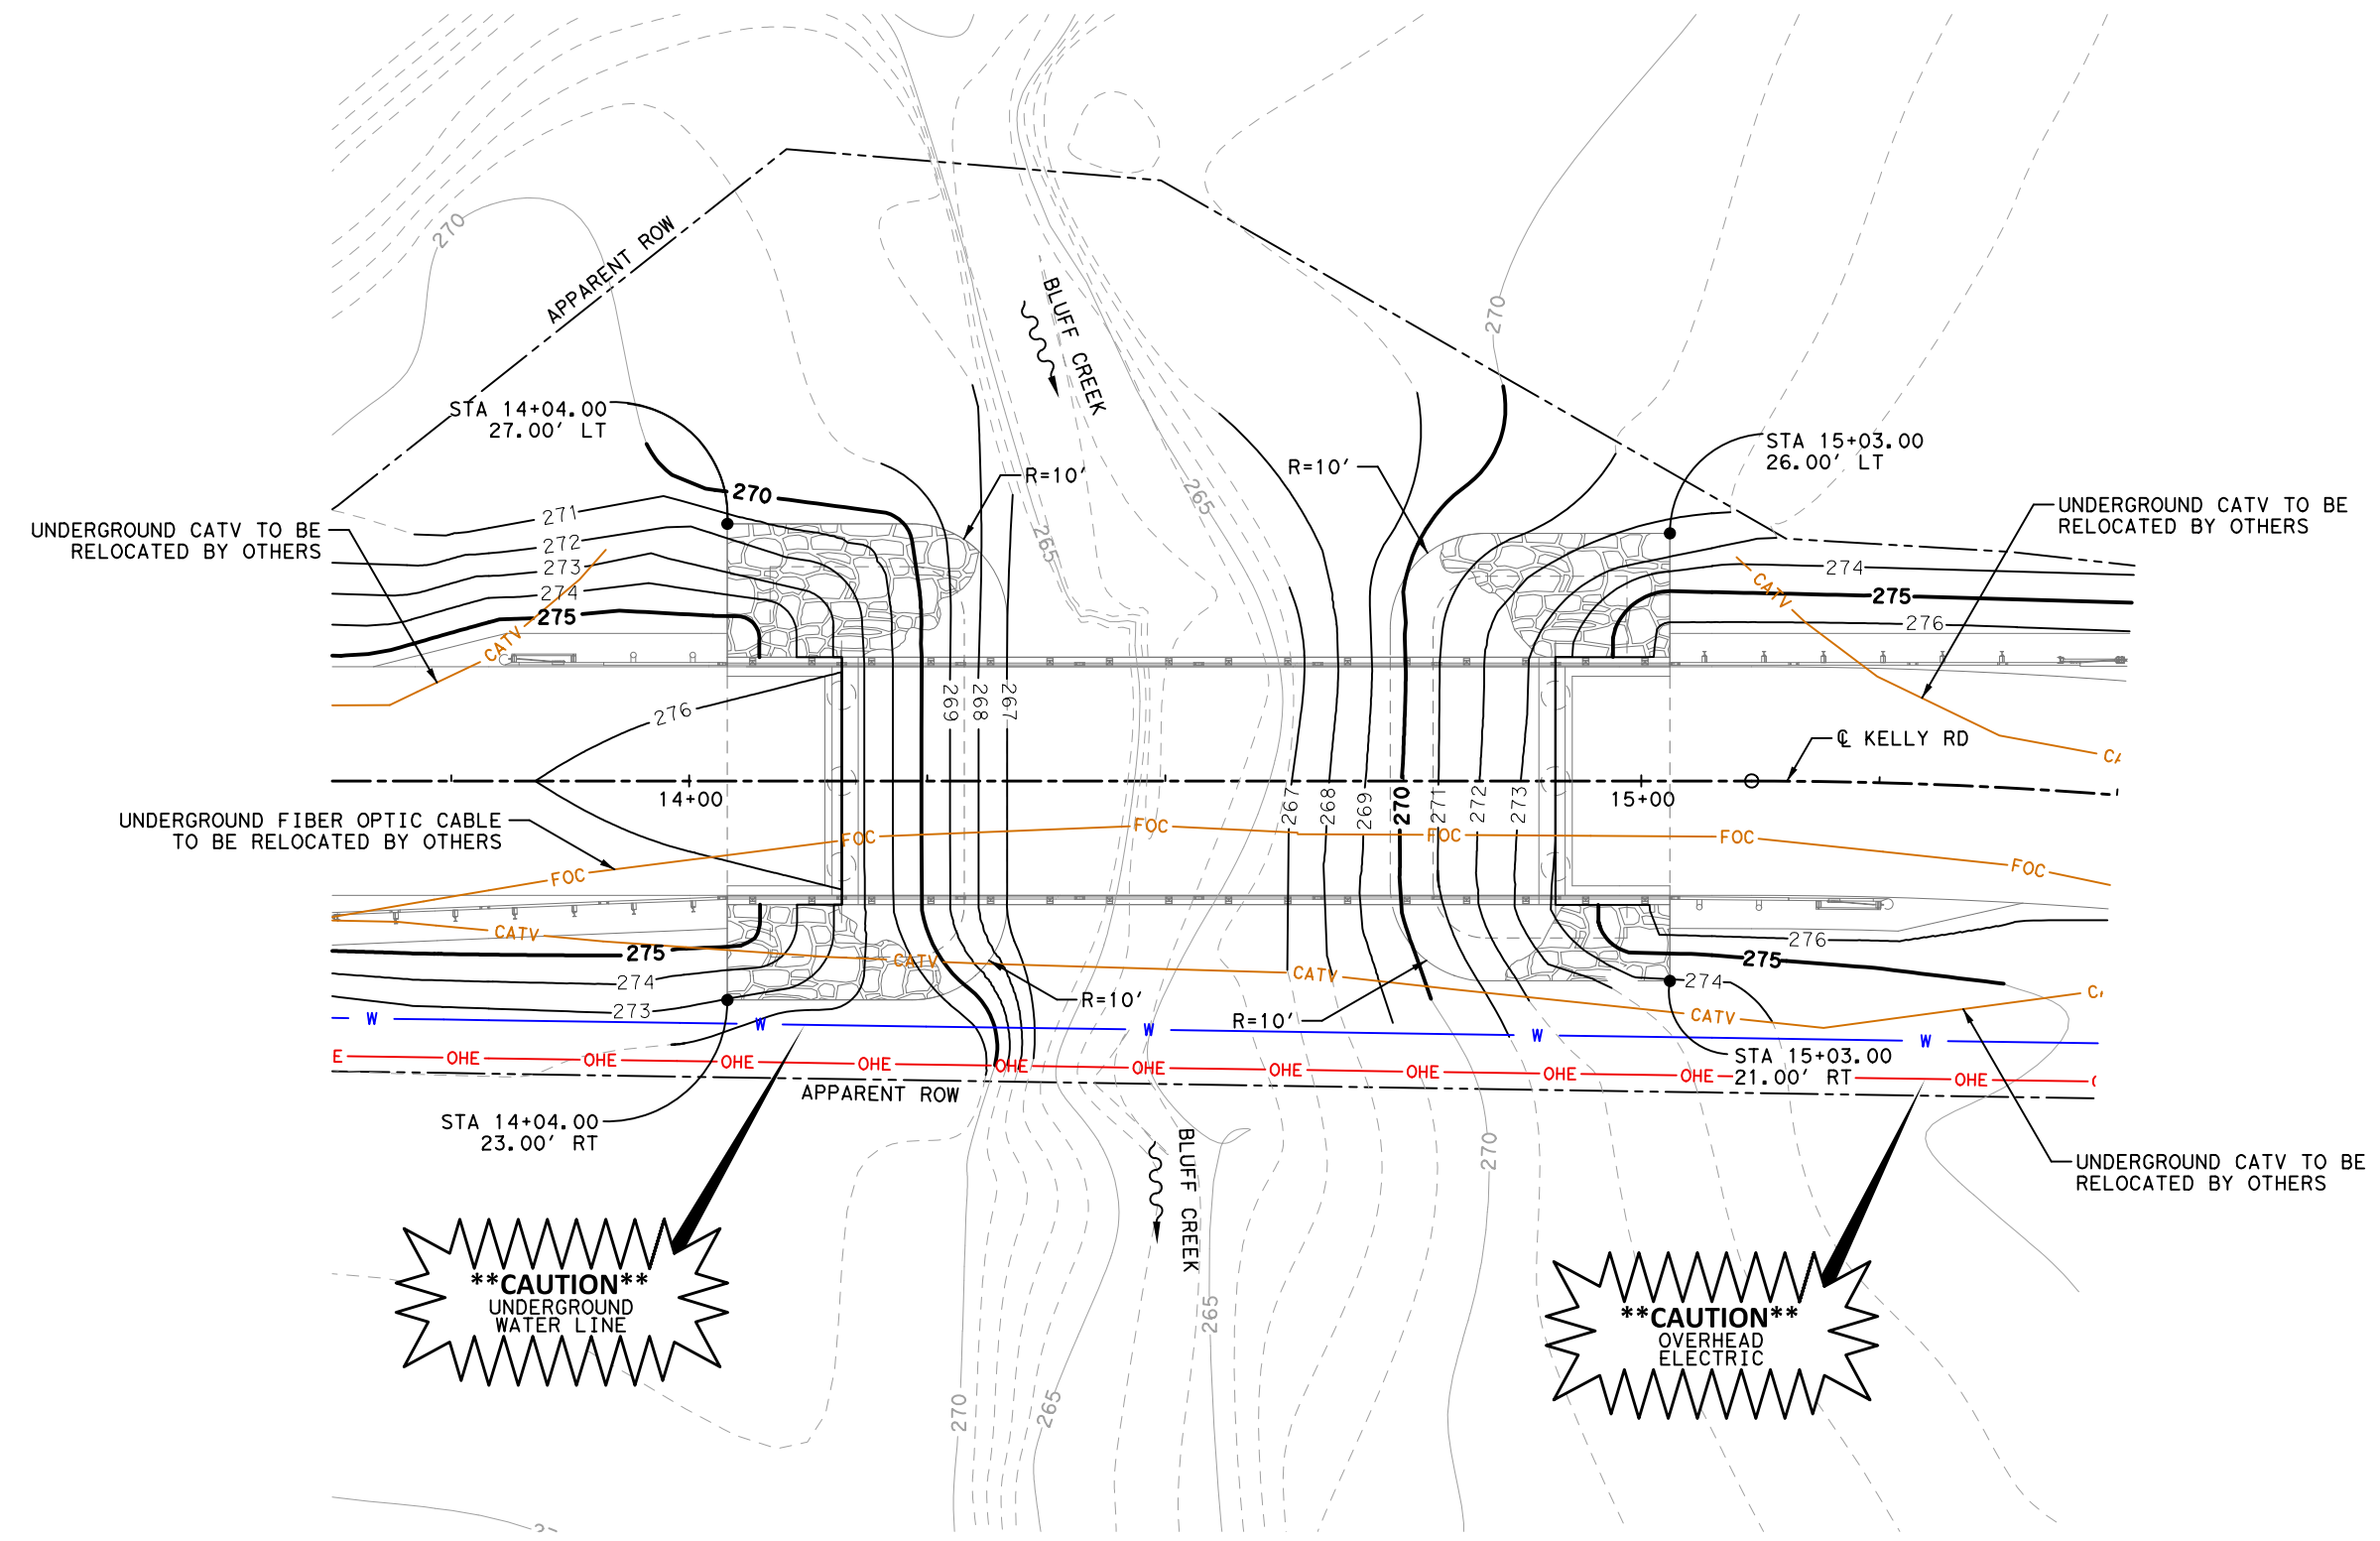 270
APPARENT ROW
BLUFF CREEK
270
STA 14+04.00
27.00' LT
STA 15+03.00
26.00' LT
R=10'
R=10'
270
265
265
UNDERGROUND CATV TO BE
RELOCATED BY OTHERS
UNDERGROUND CATV TO BE
RELOCATED BY OTHERS
271
272
273
274
275
CATV
CATV
274
275
276
276
269
268
267
℄ KELLY RD
14+00
15+00
267
268
269
270
271
272
273
UNDERGROUND FIBER OPTIC CABLE
TO BE RELOCATED BY OTHERS
FOC
FOC
FOC
FOC
FOC
FOC
CATV
CATV
CATV
CATV
275
274
273
276
275
274
R=10'
R=10'
W
W
W
W
W
E
OHE
OHE
OHE
OHE
OHE
OHE
OHE
OHE
OHE
OHE
OHE
STA 15+03.00
21.00' RT
APPARENT ROW
STA 14+04.00
23.00' RT
BLUFF CREEK
270
UNDERGROUND CATV TO BE
RELOCATED BY OTHERS
**CAUTION**
UNDERGROUND
WATER LINE
**CAUTION**
OVERHEAD
ELECTRIC
265
270
265